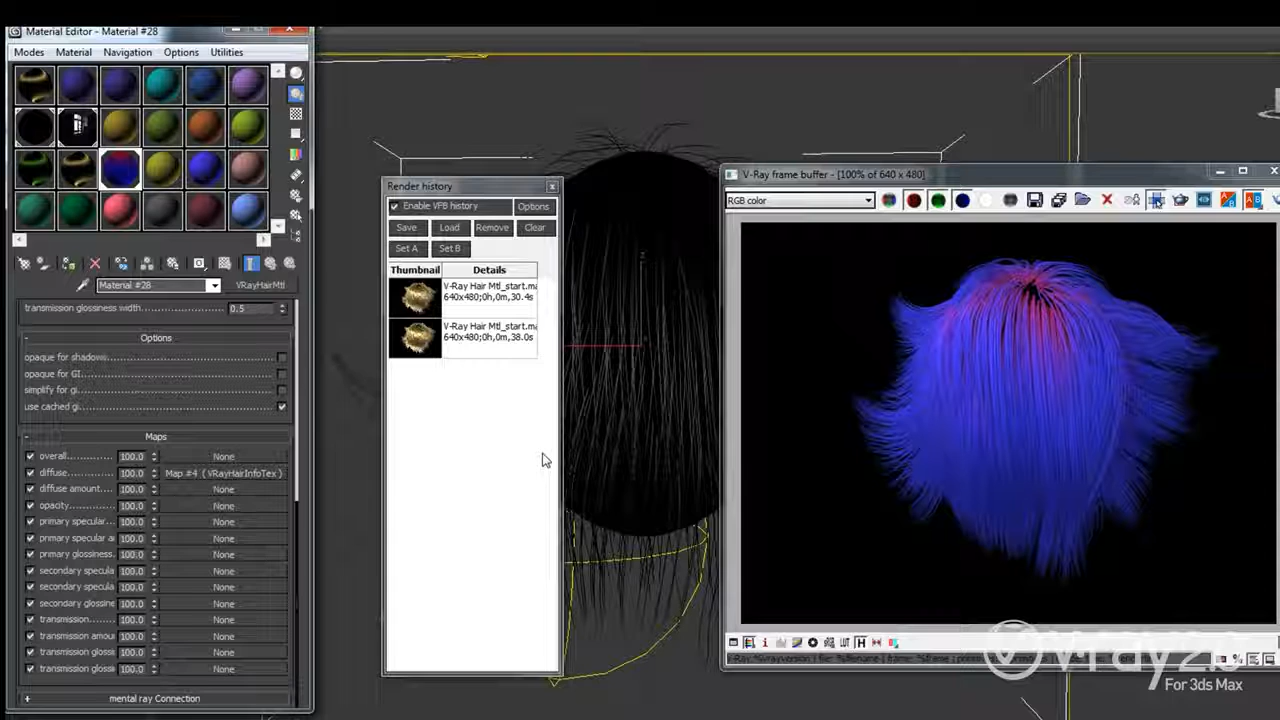 Material Editor - Material #28
Modes Material Navigation Options Utilities
Material #28 VRayHairMtl
transmission glossiness width 0.5
- Options
opaque for shadows
opaque for GI
simplify for gi
use cached gi
- Maps
overall 100.0 None
diffuse 100.0 Map #4 ( VRayHairInfoTex )
diffuse amount 100.0 None
opacity 100.0 None
primary specular 100.0 None
primary specular a 100.0 None
primary glossiness 100.0 None
secondary specula 100.0 None
secondary specula 100.0 None
secondary glossine 100.0 None
transmission 100.0 None
transmission amou 100.0 None
transmission gloss 100.0 None
transmission gloss 100.0 None
+ mental ray Connection
Render history
Enable VFB history Options
Save Load Remove Clear
Set A Set B
Thumbnail Details
V-Ray Hair Mtl_start.ma
640x480;0h,0m,30.4s
V-Ray Hair Mtl_start.ma
640x480;0h,0m,38.0s
V-Ray frame buffer - [100% of 640 x 480]
RGB color
v-ray2.0
For 3ds Max